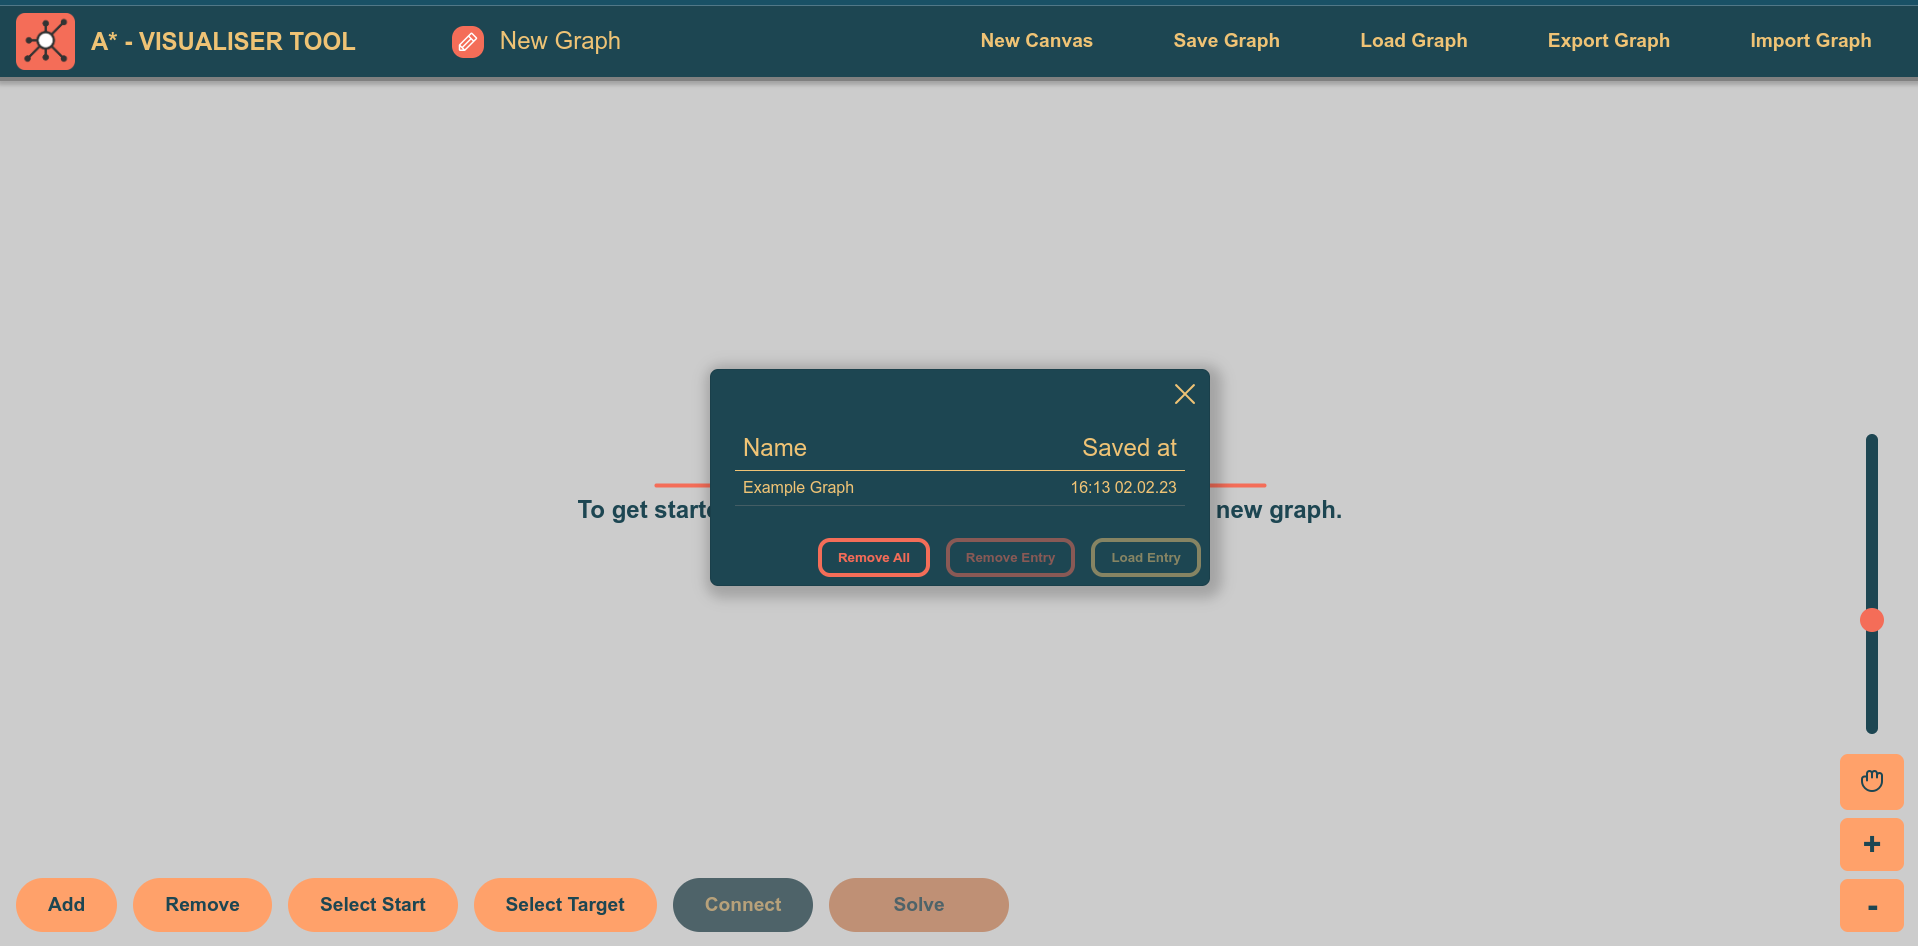 A* - VISUALISER TOOL
New Graph
New Canvas
Save Graph
Load Graph
Export Graph
Import Graph
Name Saved at
Example Graph 16:13 02.02.23
To get new graph.
Remove All
Remove Entry
Load Entry
+
-
Add
Remove
Select Start
Select Target
Connect
Solve